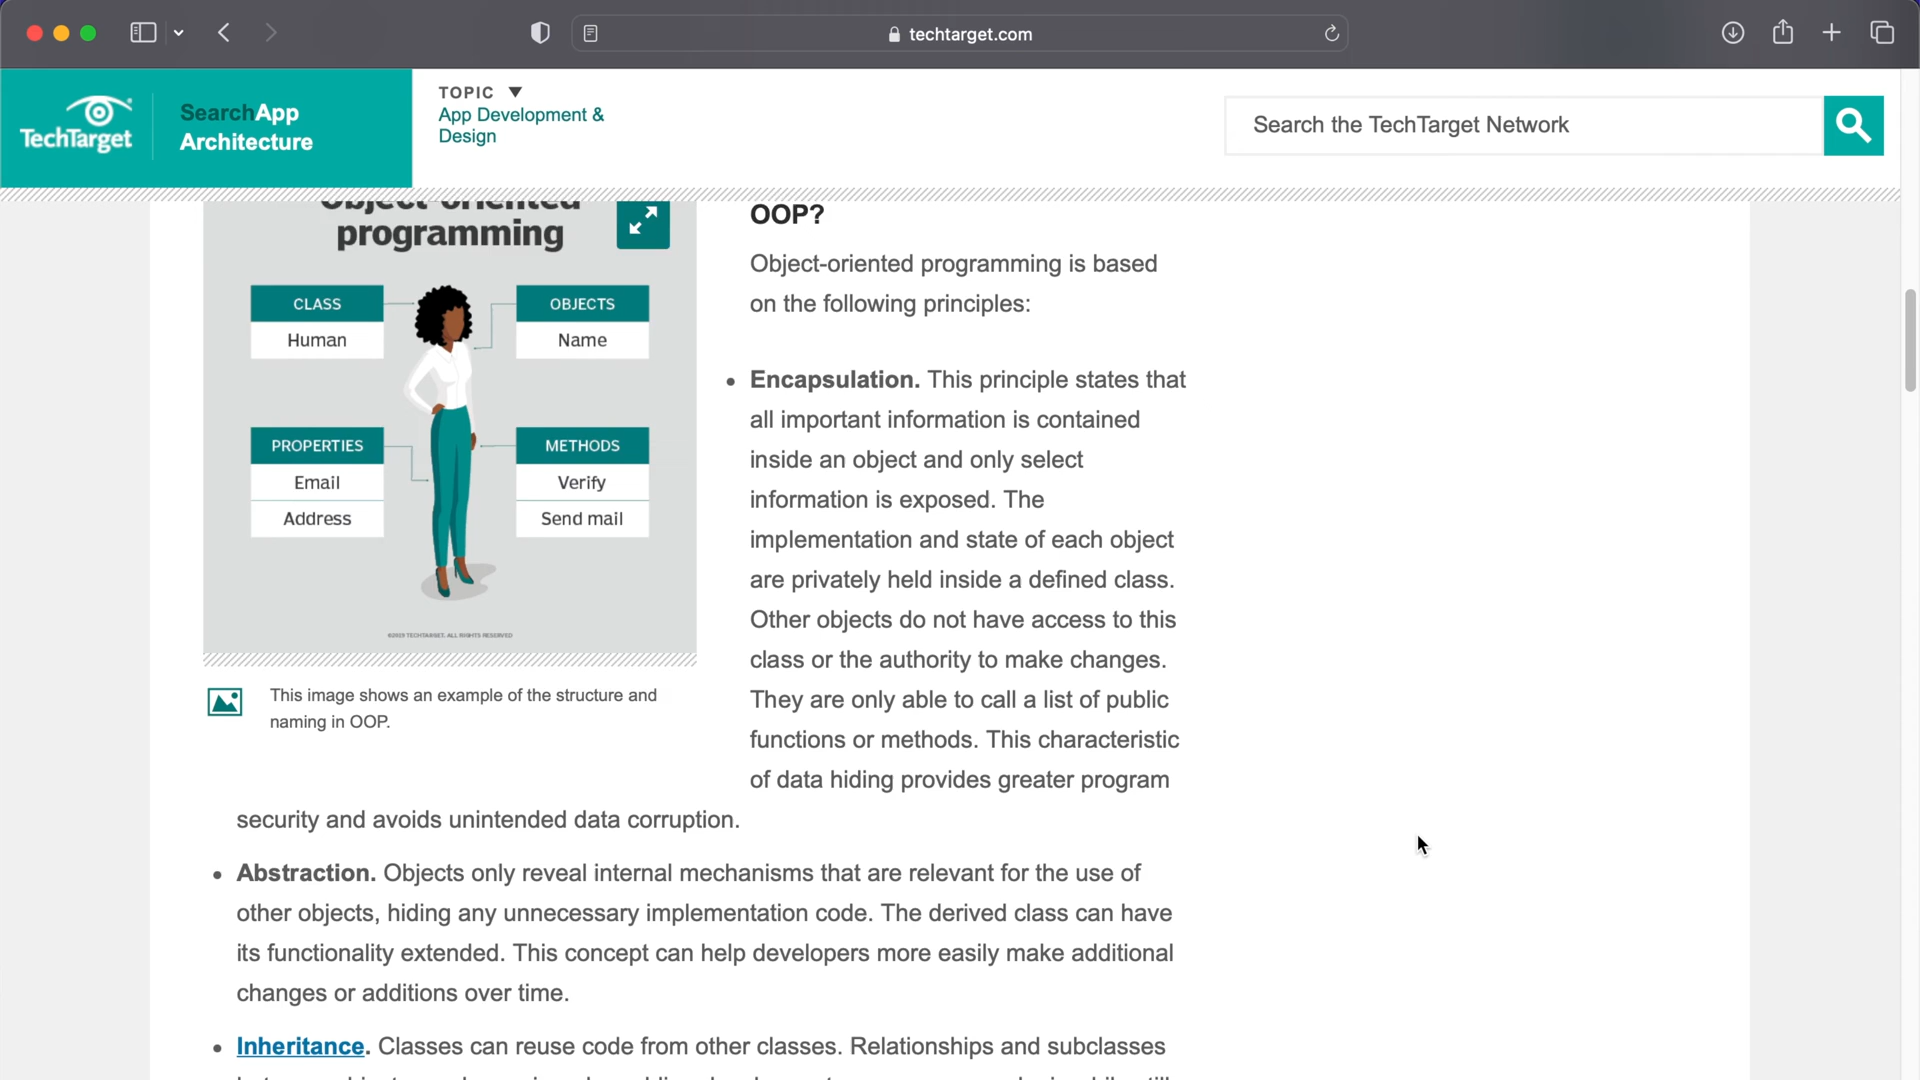 techtarget.com
TechTarget
SearchApp
Architecture
TOPIC ▼
App Development &
Design
Search the TechTarget Network
Object-oriented
programming
CLASS
Human
OBJECTS
Name
PROPERTIES
Email
Address
METHODS
Verify
Send mail
©2019 TECHTARGET. ALL RIGHTS RESERVED
This image shows an example of the structure and
naming in OOP.
OOP?
Object-oriented programming is based
on the following principles:
• Encapsulation. This principle states that
all important information is contained
inside an object and only select
information is exposed. The
implementation and state of each object
are privately held inside a defined class.
Other objects do not have access to this
class or the authority to make changes.
They are only able to call a list of public
functions or methods. This characteristic
of data hiding provides greater program
security and avoids unintended data corruption.
• Abstraction. Objects only reveal internal mechanisms that are relevant for the use of
other objects, hiding any unnecessary implementation code. The derived class can have
its functionality extended. This concept can help developers more easily make additional
changes or additions over time.
• Inheritance. Classes can reuse code from other classes. Relationships and subclasses